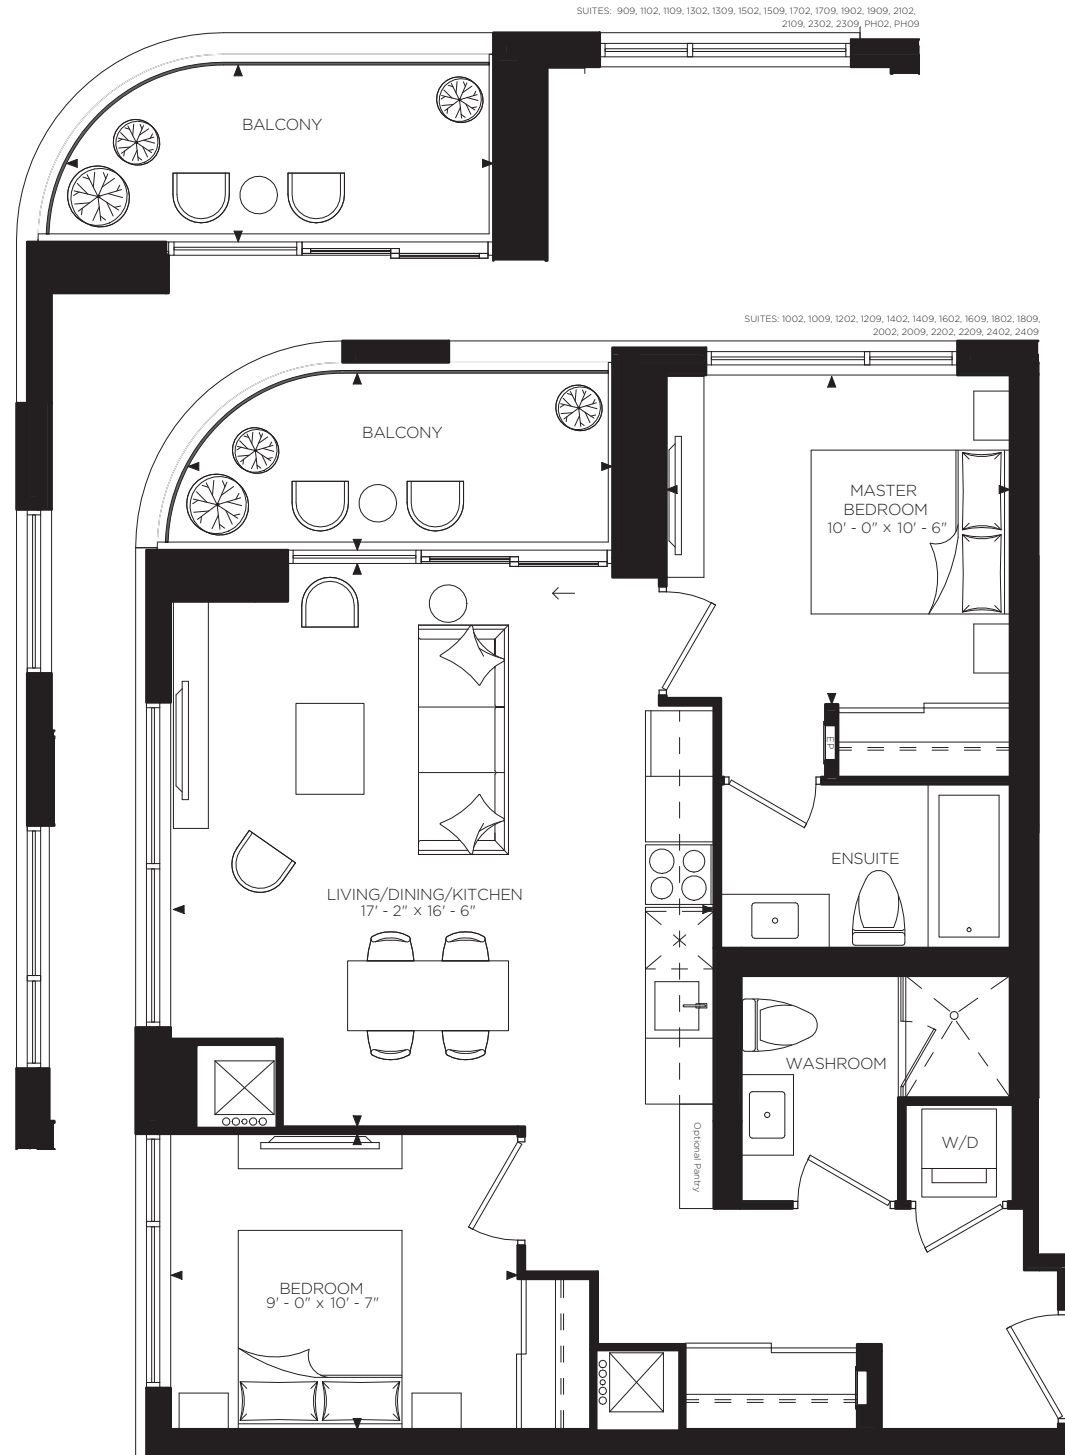 SUITES: 909, 1102, 1109, 1302, 1309, 1502, 1509, 1702, 1709, 1902, 1909, 2102,
2109, 2302, 2309, PH02, PH09
BALCONY
SUITES: 1002, 1009, 1202, 1209, 1402, 1409, 1602, 1609, 1802, 1809,
2002, 2009, 2202, 2209, 2402, 2409
BALCONY
MASTER
BEDROOM
10' - 0" x 10' - 6"
EP
ENSUITE
LIVING/DINING/KITCHEN
17' - 2" x 16' - 6"
WASHROOM
W/D
Optional Pantry
BEDROOM
9' - 0" x 10' - 7"